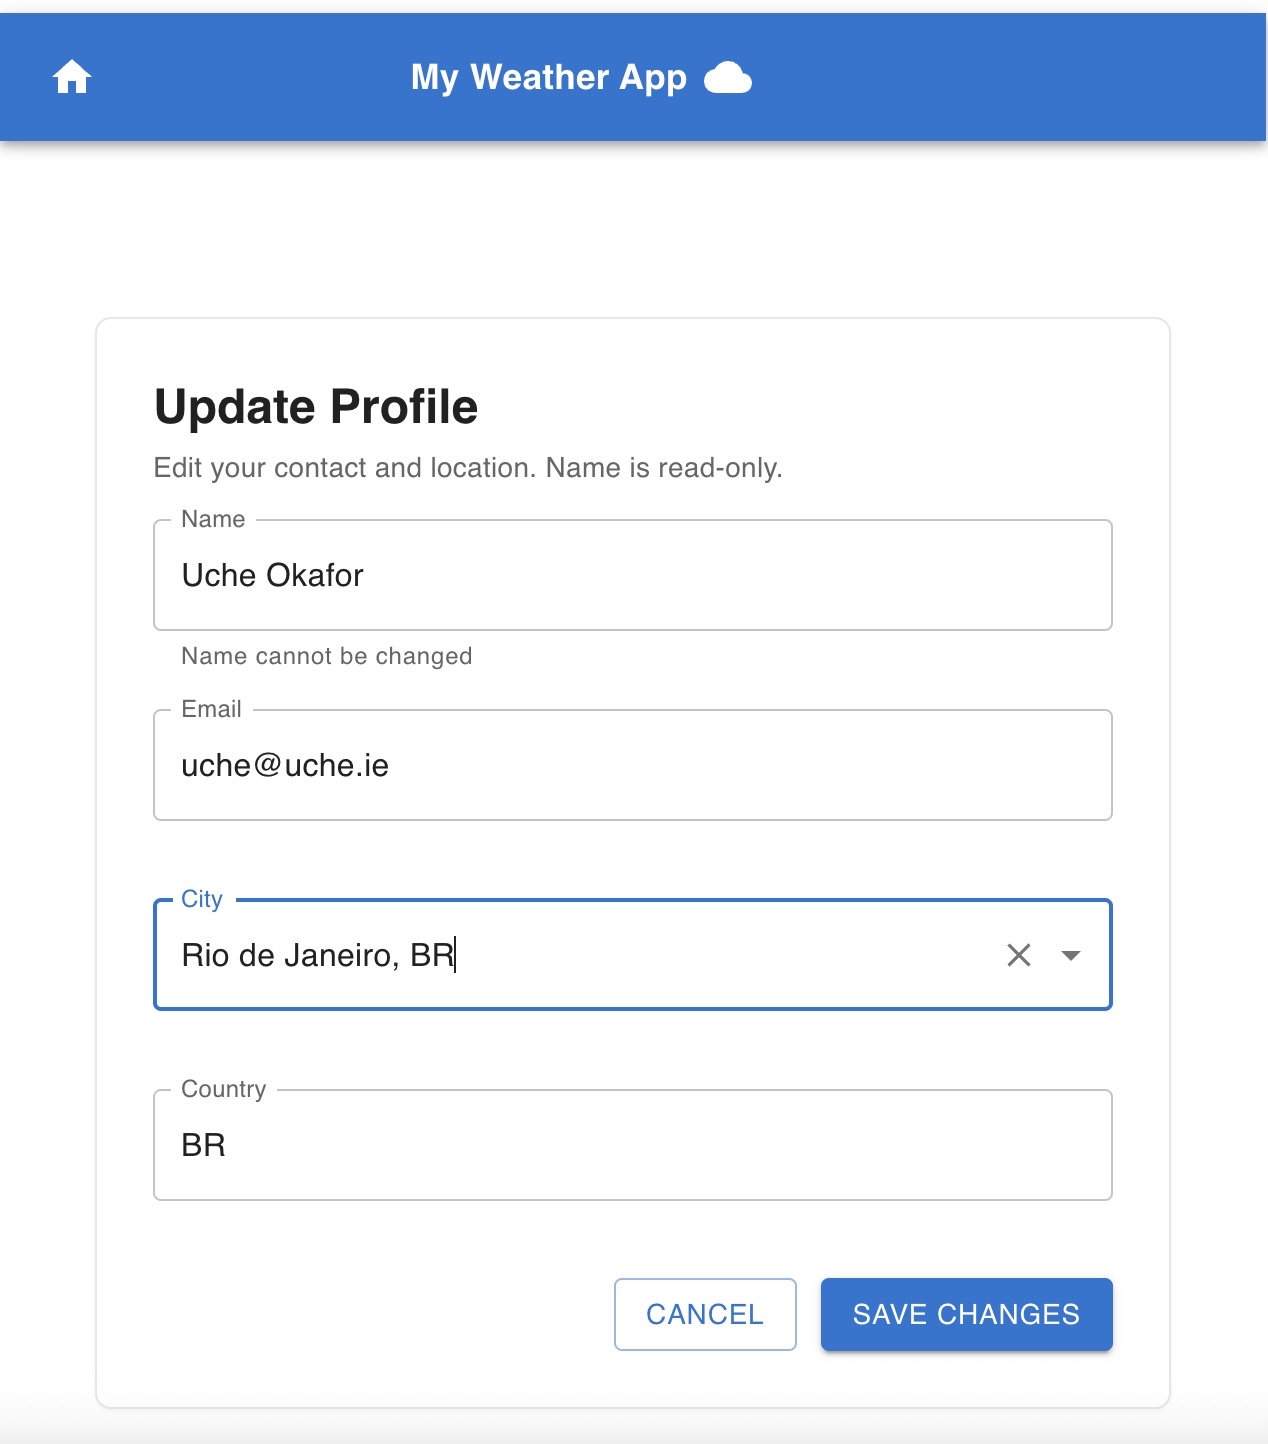 My Weather App
Update Profile
Edit your contact and location. Name is read-only.
Name
Uche Okafor
Name cannot be changed
Email
uche@uche.ie
City
Rio de Janeiro, BR
Country
BR
CANCEL
SAVE CHANGES